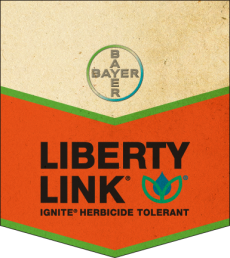 BAYER
BAYER
LIBERTY
LINK®
®
IGNITE® HERBICIDE TOLERANT